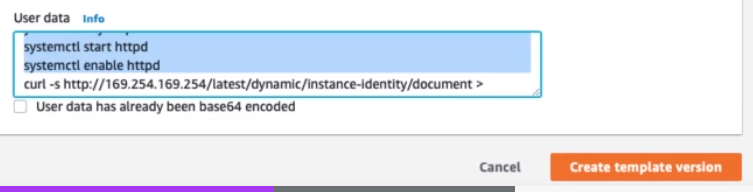 User data Info
systemctl start httpd
systemctl enable httpd
curl -s http://169.254.169.254/latest/dynamic/instance-identity/document >
User data has already been base64 encoded
Cancel Create template version